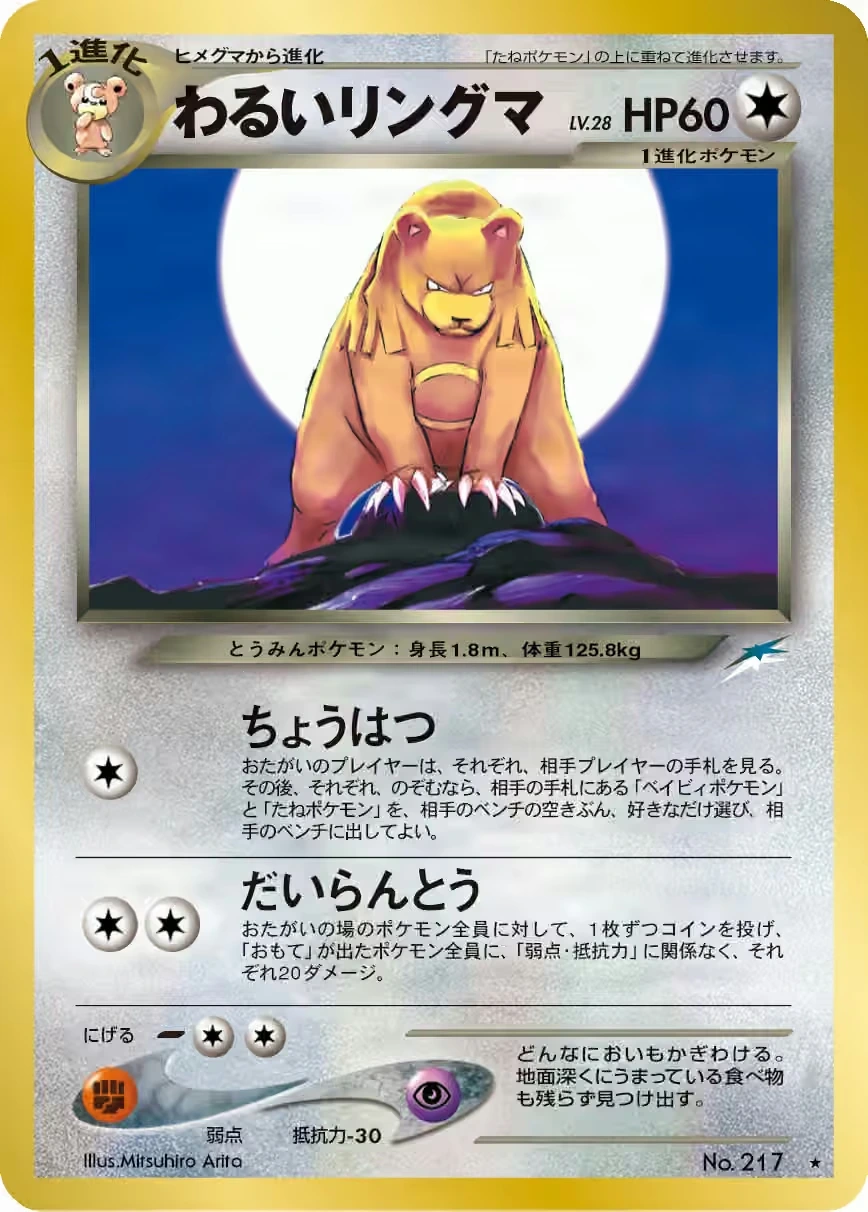 1進化
ヒメグマから進化
「たねポケモン」の上に重ねて進化させます。
わるいリングマ LV.28 HP60
1進化ポケモン
とうみんポケモン：身長1.8m、体重125.8kg
ちょうはつ
おたがいのプレイヤーは、それぞれ、相手プレイヤーの手札を見る。
その後、それぞれ、のぞむなら、相手の手札にある「ベイビィポケモン」
と「たねポケモン」を、相手のベンチの空きぶん、好きなだけ選び、相
手のベンチに出してよい。
だいらんとう
おたがいの場のポケモン全員に対して、1枚ずつコインを投げ、
「おもて」が出たポケモン全員に、「弱点・抵抗力」に関係なく、それ
ぞれ20ダメージ。
にげる
どんなにおいもかぎわける。
地面深くにうまっている食べ物
も残らず見つけ出す。
弱点
抵抗力-30
Illus.Mitsuhiro Arita
No. 217 ★